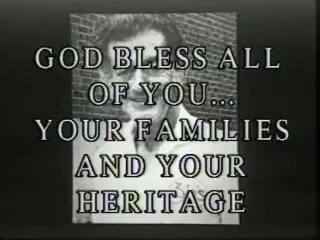 GOD BLESS ALL
OF YOU...
YOUR FAMILIES
AND YOUR
HERITAGE